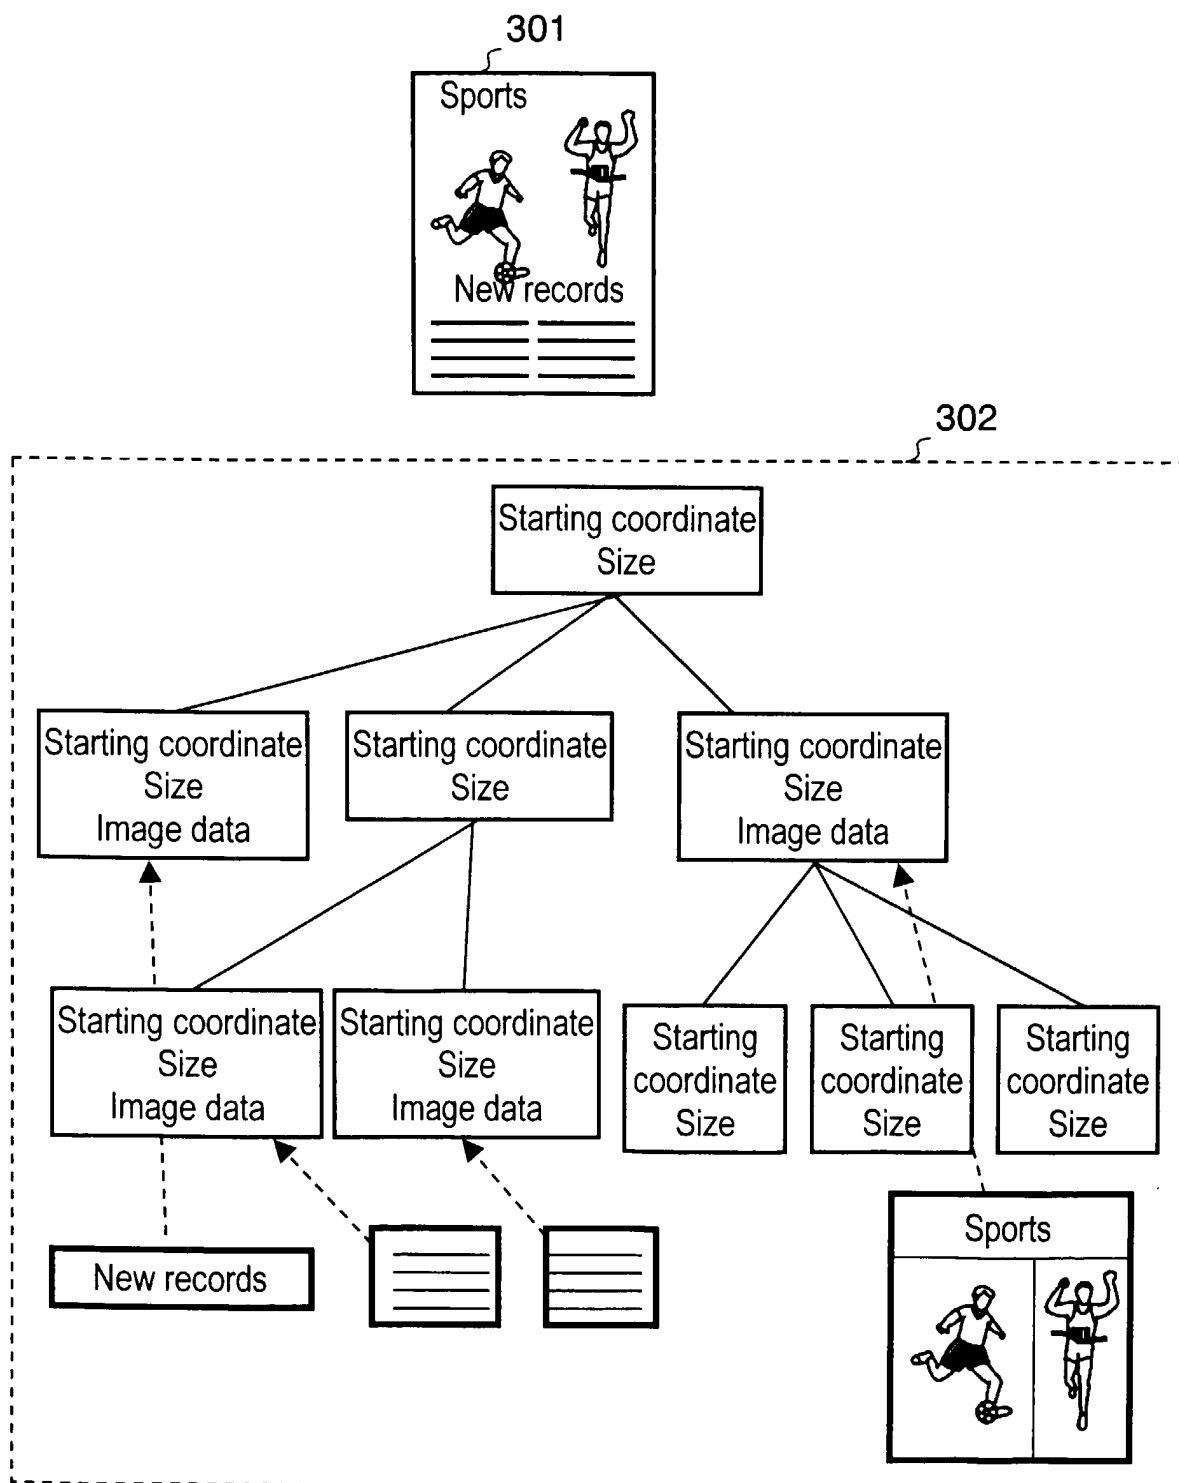 301
Sports
New records
302
Starting coordinate
Size
Starting coordinate
Size
Image data
Starting coordinate
Size
Starting coordinate
Size
Image data
Starting coordinate
Size
Image data
Starting coordinate
Size
Image data
Starting
coordinate
Size
Starting
coordinate
Size
Starting
coordinate
Size
New records
Sports